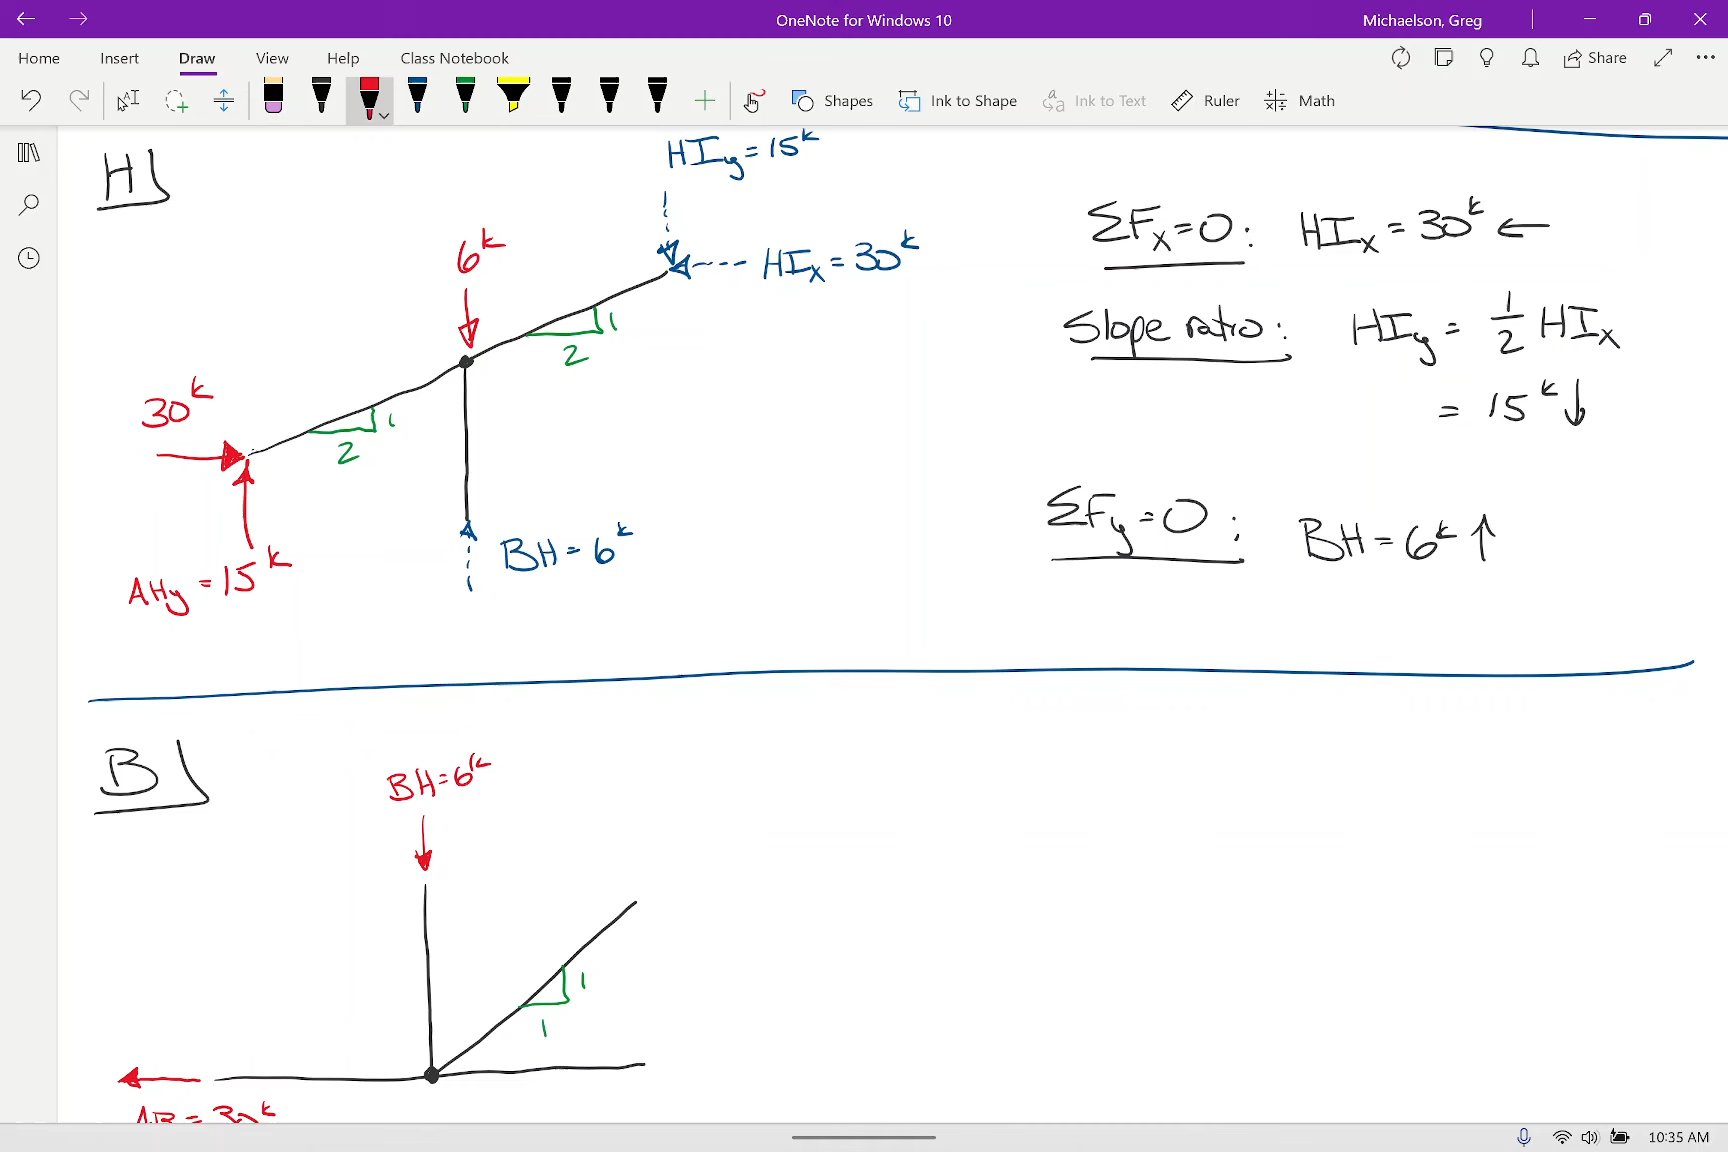 OneNote for Windows 10
Michaelson, Greg
Home Insert Draw View Help Class Notebook
Share
Shapes Ink to Shape Ink to Text Ruler Math
H
HIy = 15k
6k
HIx = 30k
1
2
30k
1
2
BH = 6k
AHy = 15k
ΣFx = 0 : HIx = 30k ←
Slope ratio : HIy = 1/2 HIx
= 15k ↓
ΣFy = 0 : BH = 6k ↑
B
BH = 6k
1
1
10:35 AM